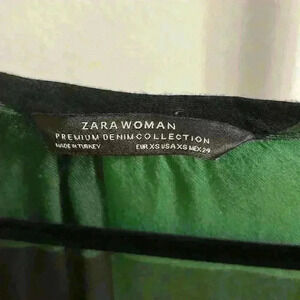 ZARA WOMAN
PREMIUM DENIM COLLECTION
MADE IN TURKEY EUR XS USA XS MEX 24